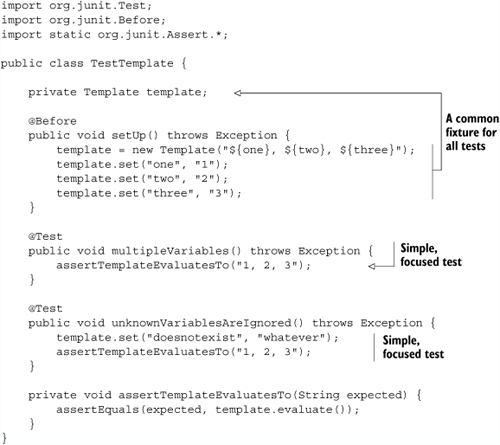 import org.junit.Test;
import org.junit.Before;
import static org.junit.Assert.*;
public class TestTemplate {
private Template template;
@Before
public void setUp() throws Exception {
template = new Template("${one}, ${two}, ${three}");
template.set("one", "1");
template.set("two", "2");
template.set("three", "3");
}
A common
fixture for
all tests
@Test
public void multipleVariables() throws Exception {
assertTemplateEvaluatesTo("1, 2, 3");
}
Simple,
focused test
@Test
public void unknownVariablesAreIgnored() throws Exception {
template.set("doesnotexist", "whatever");
assertTemplateEvaluatesTo("1, 2, 3");
}
Simple,
focused test
private void assertTemplateEvaluatesTo(String expected) {
assertEquals(expected, template.evaluate());
}
}